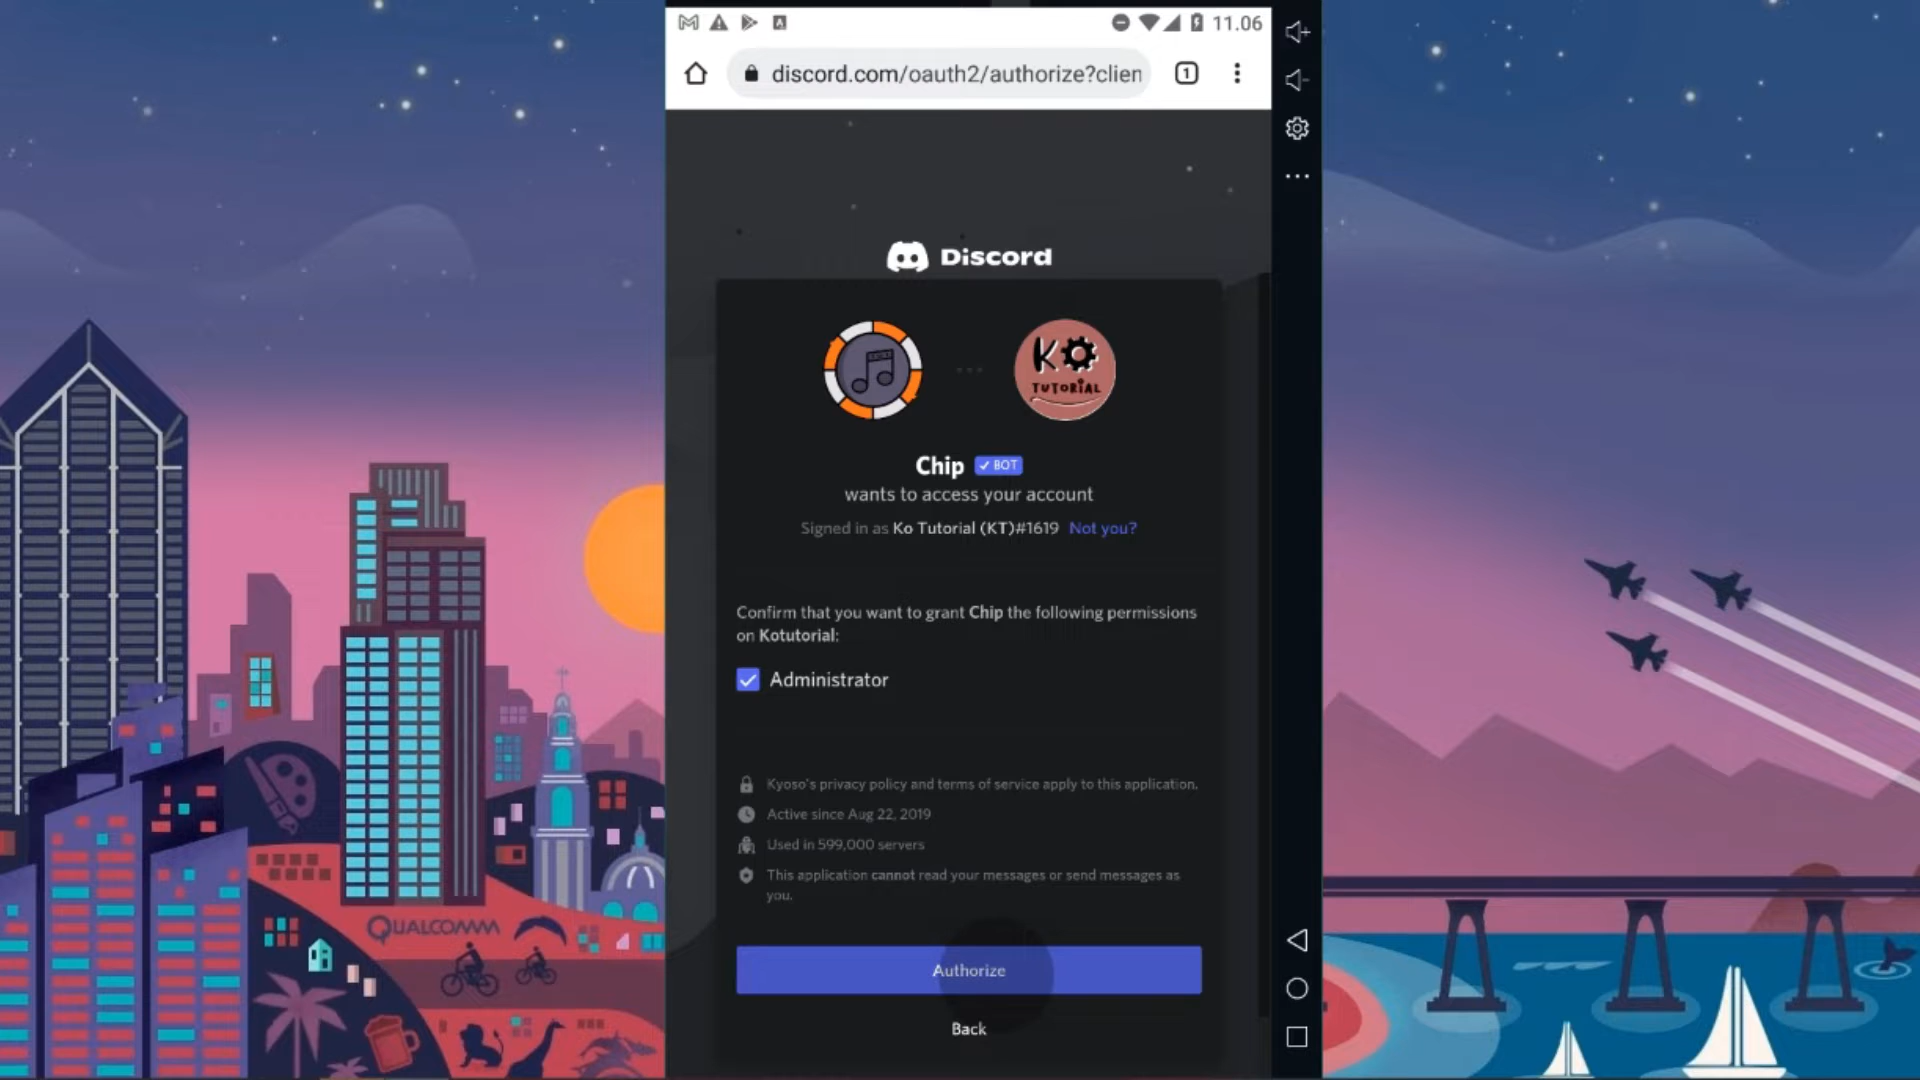 11.06
discord.com/oauth2/authorize?clien
1
Discord
KO
TUTORIAL
Chip ✓ BOT
wants to access your account
Signed in as Ko Tutorial (KT)#1619 Not you?
Confirm that you want to grant Chip the following permissions
on Kotutorial:
Administrator
Kyoso's privacy policy and terms of service apply to this application.
Active since Aug 22, 2019
Used in 599,000 servers
This application cannot read your messages or send messages as
you.
Authorize
Back
QUALCOMM